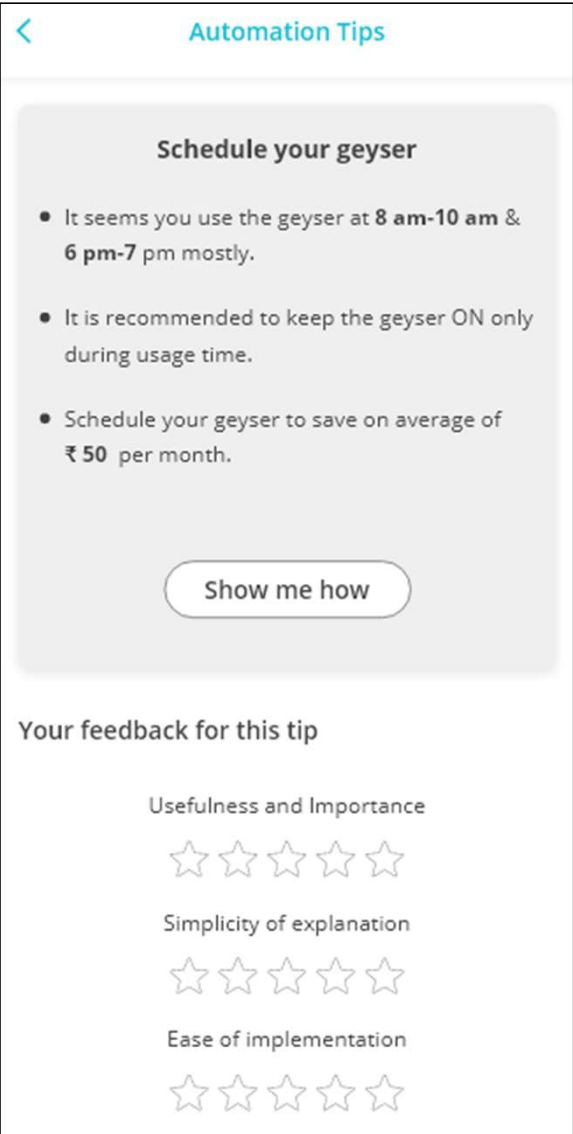 Automation Tips
Schedule your geyser
• It seems you use the geyser at 8 am-10 am &
6 pm-7 pm mostly.
• It is recommended to keep the geyser ON only
during usage time.
• Schedule your geyser to save on average of
₹ 50 per month.
Show me how
Your feedback for this tip
Usefulness and Importance
Simplicity of explanation
Ease of implementation